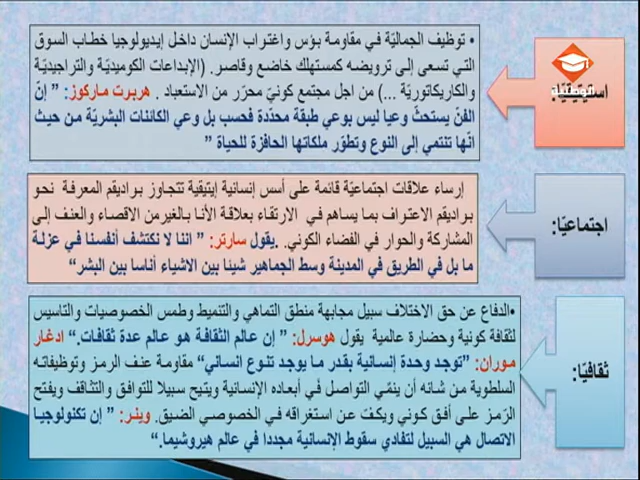 استيتيقيّا:
الوطنية
• توظيف الجماليّة في مقاومة بؤس واغتراب الإنسان داخل إيديولوجيا خطاب السوق
التي تسعى إلى ترويضه كمستهلك خاضع وقاصر. (الإبداعات الكوميديّة والتراجيديّة
والكاريكاتوريّة ...) من اجل مجتمع كونيّ محرّر من الاستعباد . هربرت ماركوز: " إنّ
الفنّ يستحثّ وعيا ليس بوعي طبقة محدّدة فحسب بل وعي الكائنات البشريّة من حيث
انّها تنتمي إلى النوع وتطوّر ملكاتها الحافزة للحياة "
اجتماعيّا:
إرساء علاقات اجتماعيّة قائمة على أسس إنسانية إيتيقية تتجاوز براديقم المعرفة نحو
براديقم الاعتراف بما يساهم في الارتقاء بعلاقة الأنا بالغيرمن الاقصاء والعنف إلى
المشاركة والحوار في الفضاء الكوني. .يقول سارتر: " اننا لا نكتشف أنفسنا في عزلة
ما بل في الطريق في المدينة وسط الجماهير شيئا بين الاشياء أناسا بين البشر"
ثقافيّا:
•الدفاع عن حق الاختلاف سبيل مجابهة منطق التماهي والتنميط وطمس الخصوصيات والتاسيس
لثقافة كونية وحضارة عالمية يقول هوسرل: " إن عالم الثقافة هو عالم عدة ثقافات." ادغار
موران: "توجد وحدة إنسانية بقدر ما يوجد تنوع انساني" مقاومة عنف الرمز وتوظيفاته
السلطوية من شانه أن ينمّي التواصل في أبعاده الإنسانية ويتيح سبيلا للتوافق والتثاقف ويفتح
الرّمز على أفق كوني ويكفّ عن استغراقه في الخصوصي الضيق. وينر: " إن تكنولوجيا
الاتصال هي السبيل لتفادي سقوط الإنسانية مجددا في عالم هيروشيما."